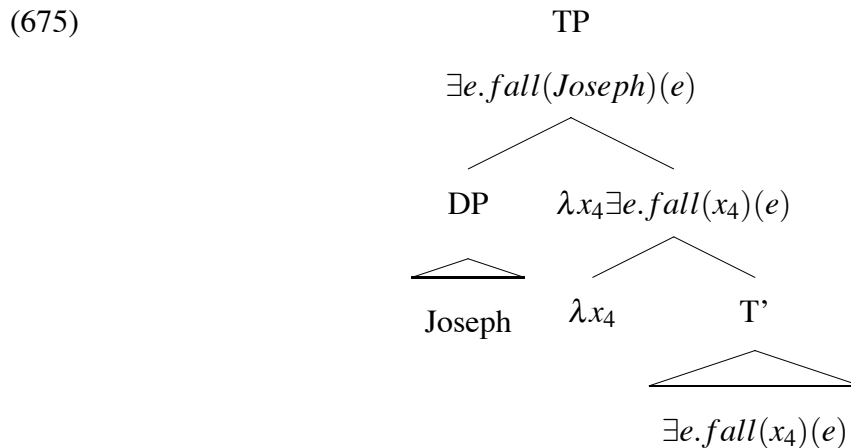 (675) TP
∃e.fall(Joseph)(e)
DP λx₄∃e.fall(x₄)(e)
Joseph λx₄ T’
∃e.fall(x₄)(e)